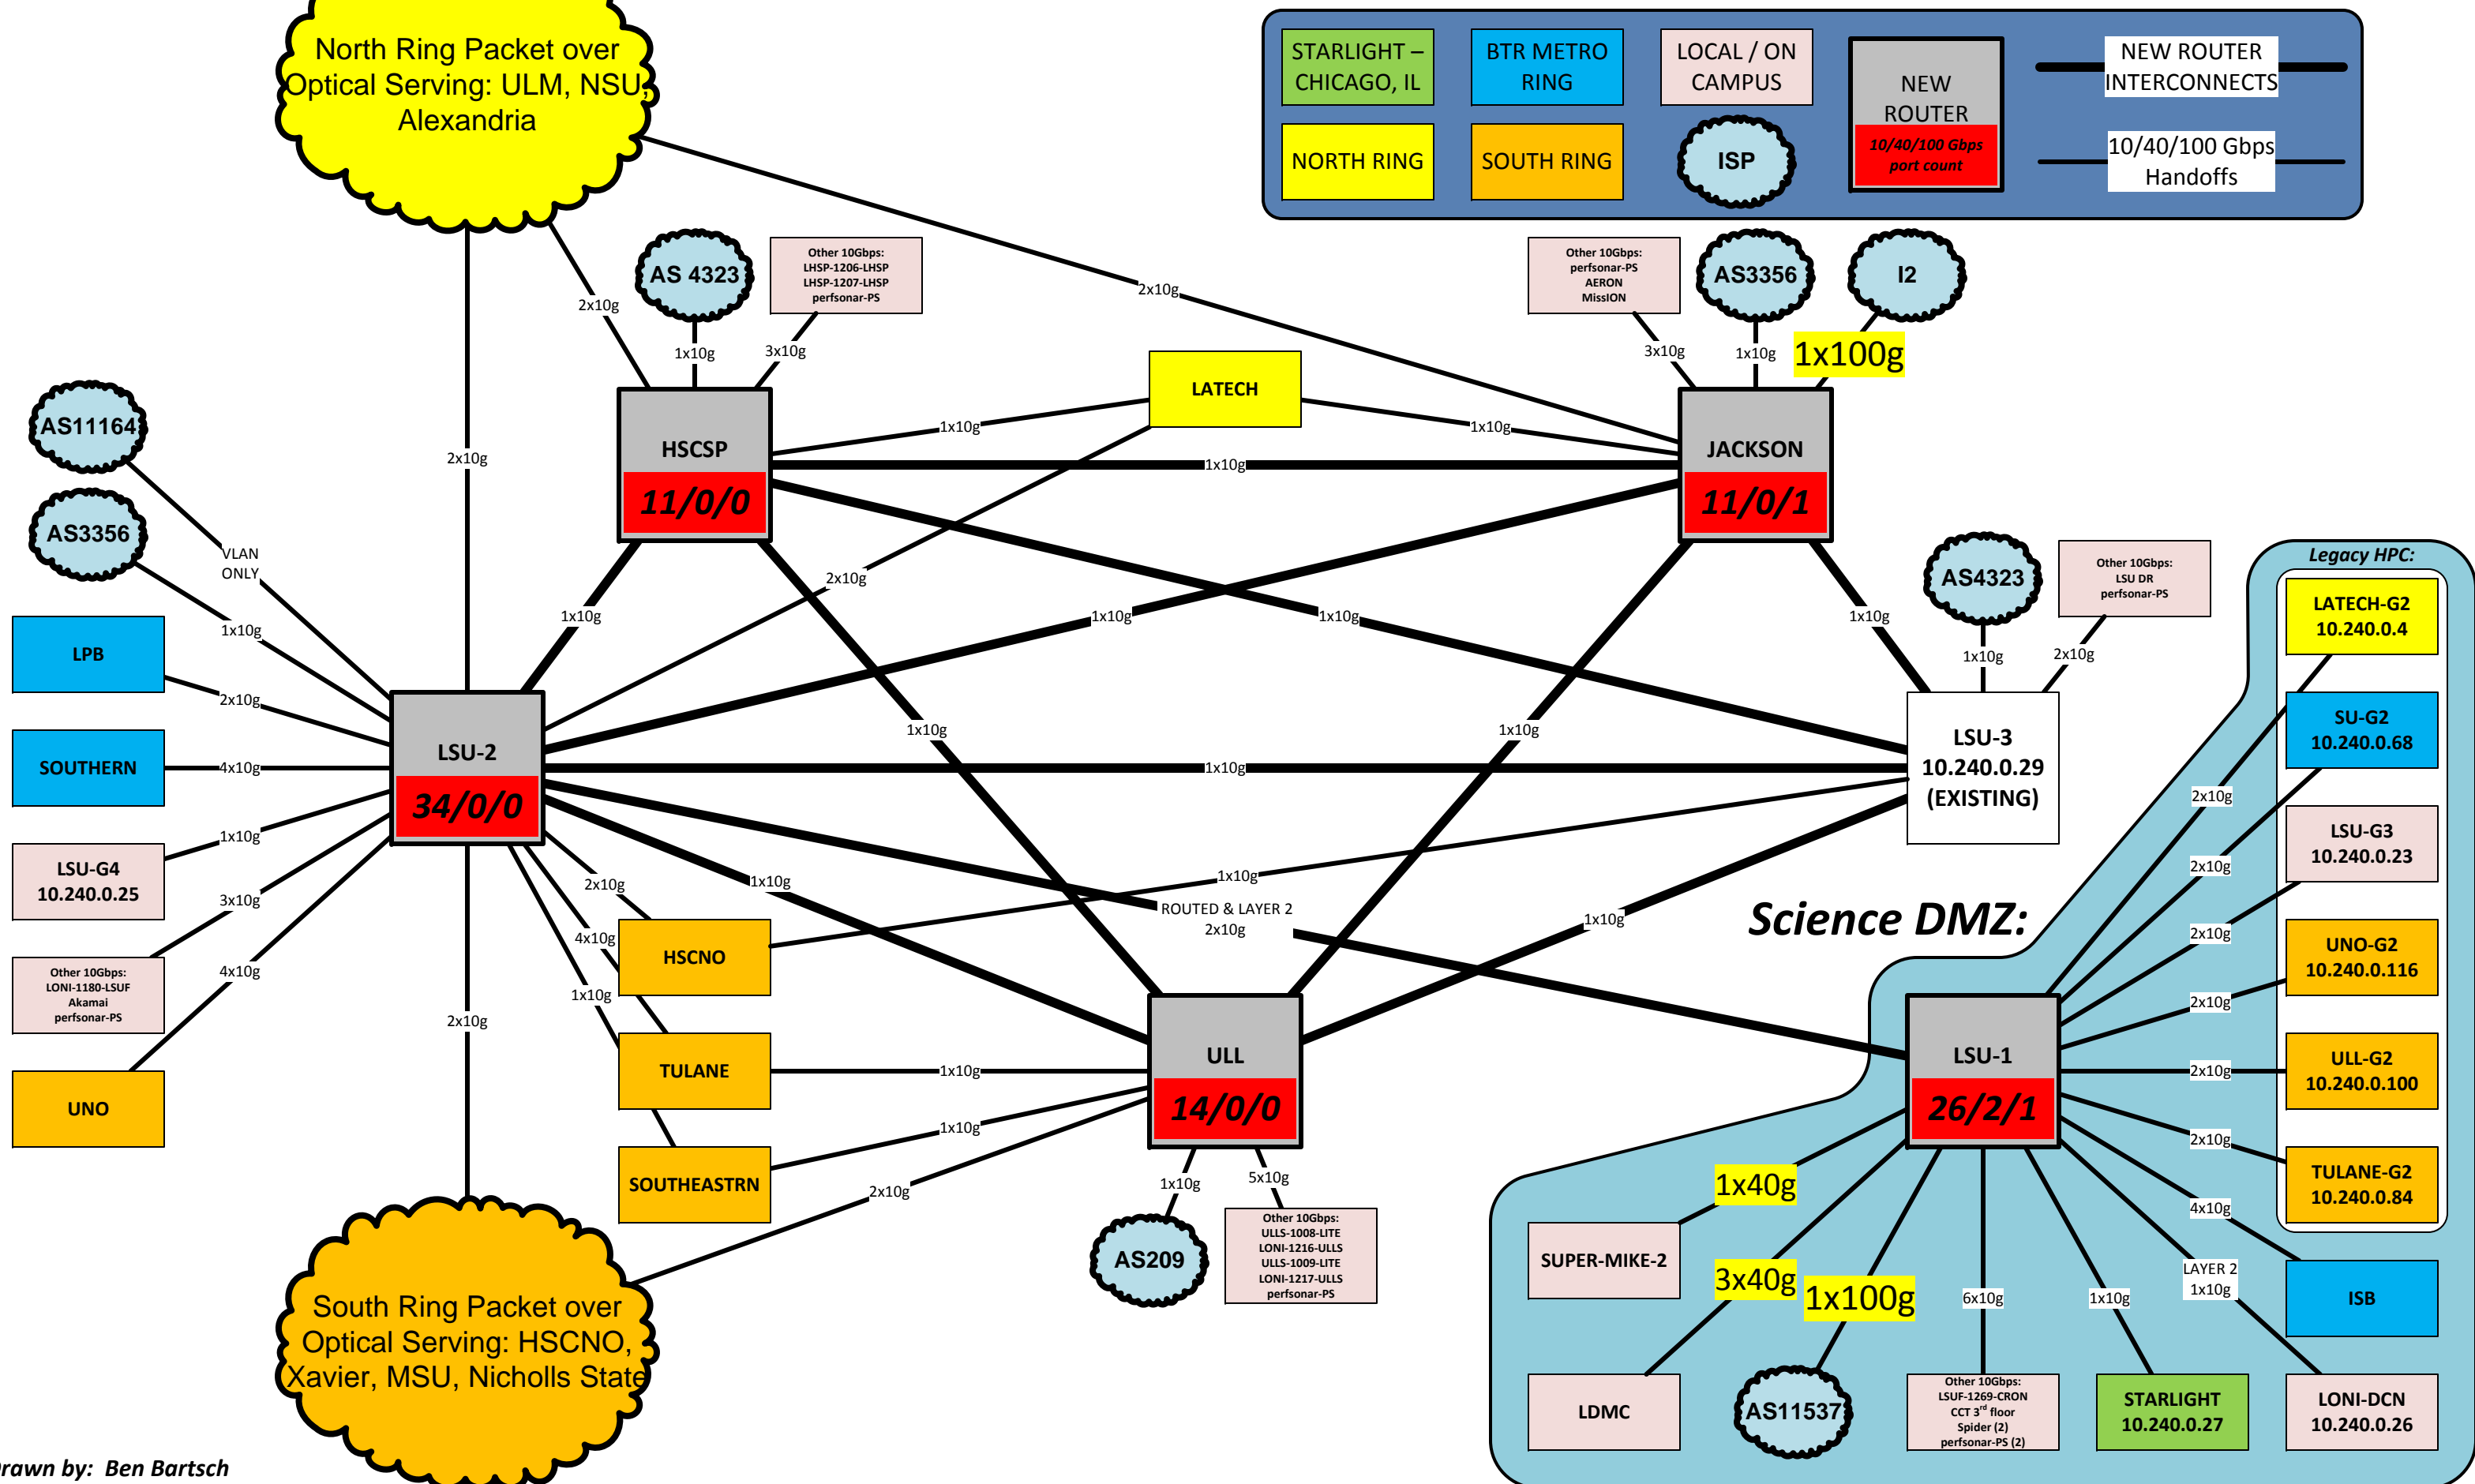 North Ring Packet over
Optical Serving: ULM, NSU,
Alexandria
STARLIGHT –
CHICAGO, IL
BTR METRO
RING
LOCAL / ON
CAMPUS
NEW
ROUTER
10/40/100 Gbps
port count
NEW ROUTER
INTERCONNECTS
NORTH RING
SOUTH RING
ISP
10/40/100 Gbps
Handoffs
AS 4323
Other 10Gbps:
LHSP-1206-LHSP
LHSP-1207-LHSP
perfsonar-PS
Other 10Gbps:
perfsonar-PS
AERON
MissION
AS3356
I2
2x10g
2x10g
1x10g
3x10g
3x10g
1x10g
1x100g
LATECH
AS11164
2x10g
HSCSP
11/0/0
1x10g
1x10g
1x10g
JACKSON
11/0/1
AS3356
VLAN
ONLY
1x10g
2x10g
1x10g
1x10g
1x10g
1x10g
AS4323
Other 10Gbps:
LSU DR
perfsonar-PS
1x10g
2x10g
Legacy HPC:
LATECH-G2
10.240.0.4
LPB
2x10g
SOUTHERN
4x10g
LSU-2
34/0/0
1x10g
1x10g
1x10g
LSU-3
10.240.0.29
(EXISTING)
SU-G2
10.240.0.68
2x10g
LSU-G4
10.240.0.25
1x10g
3x10g
4x10g
2x10g
4x10g
1x10g
1x10g
1x10g
ROUTED & LAYER 2
2x10g
1x10g
Science DMZ:
2x10g
LSU-G3
10.240.0.23
2x10g
UNO-G2
10.240.0.116
2x10g
Other 10Gbps:
LONI-1180-LSUF
Akamai
perfsonar-PS
UNO
2x10g
HSCNO
TULANE
SOUTHEASTRN
1x10g
1x10g
2x10g
ULL
14/0/0
1x10g
5x10g
AS209
Other 10Gbps:
ULLS-1008-LITE
LONI-1216-ULLS
ULLS-1009-LITE
LONI-1217-ULLS
perfsonar-PS
LSU-1
26/2/1
2x10g
ULL-G2
10.240.0.100
2x10g
TULANE-G2
10.240.0.84
4x10g
ISB
1x40g
SUPER-MIKE-2
3x40g
1x100g
6x10g
1x10g
LAYER 2
1x10g
LDMC
AS11537
Other 10Gbps:
LSUF-1269-CRON
CCT 3rd floor
Spider (2)
perfsonar-PS (2)
STARLIGHT
10.240.0.27
LONI-DCN
10.240.0.26
South Ring Packet over
Optical Serving: HSCNO,
Xavier, MSU, Nicholls State
rawn by: Ben Bartsch